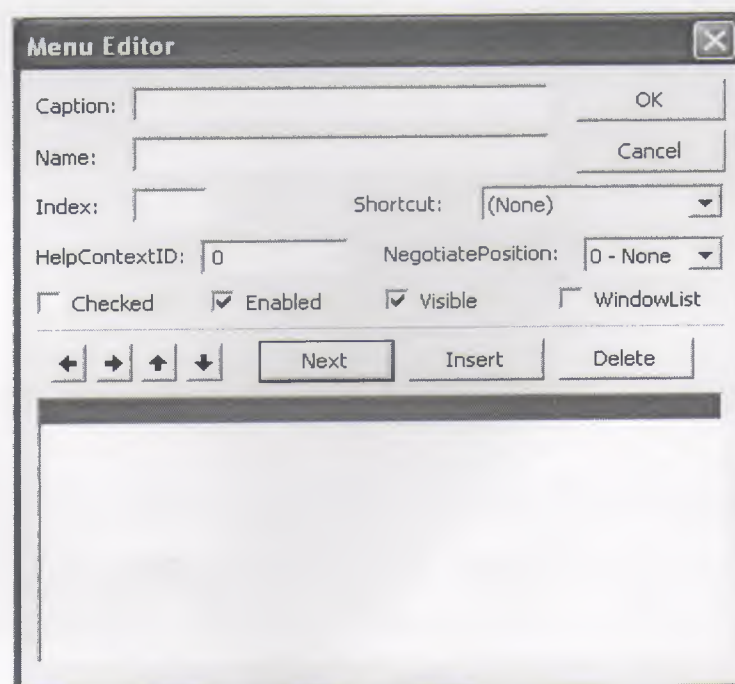 Menu Editor
Caption: OK
Name: Cancel
Index: Shortcut: (None)
HelpContextID: 0 NegotiatePosition: 0 - None
Checked Enabled Visible WindowList
Next Insert Delete